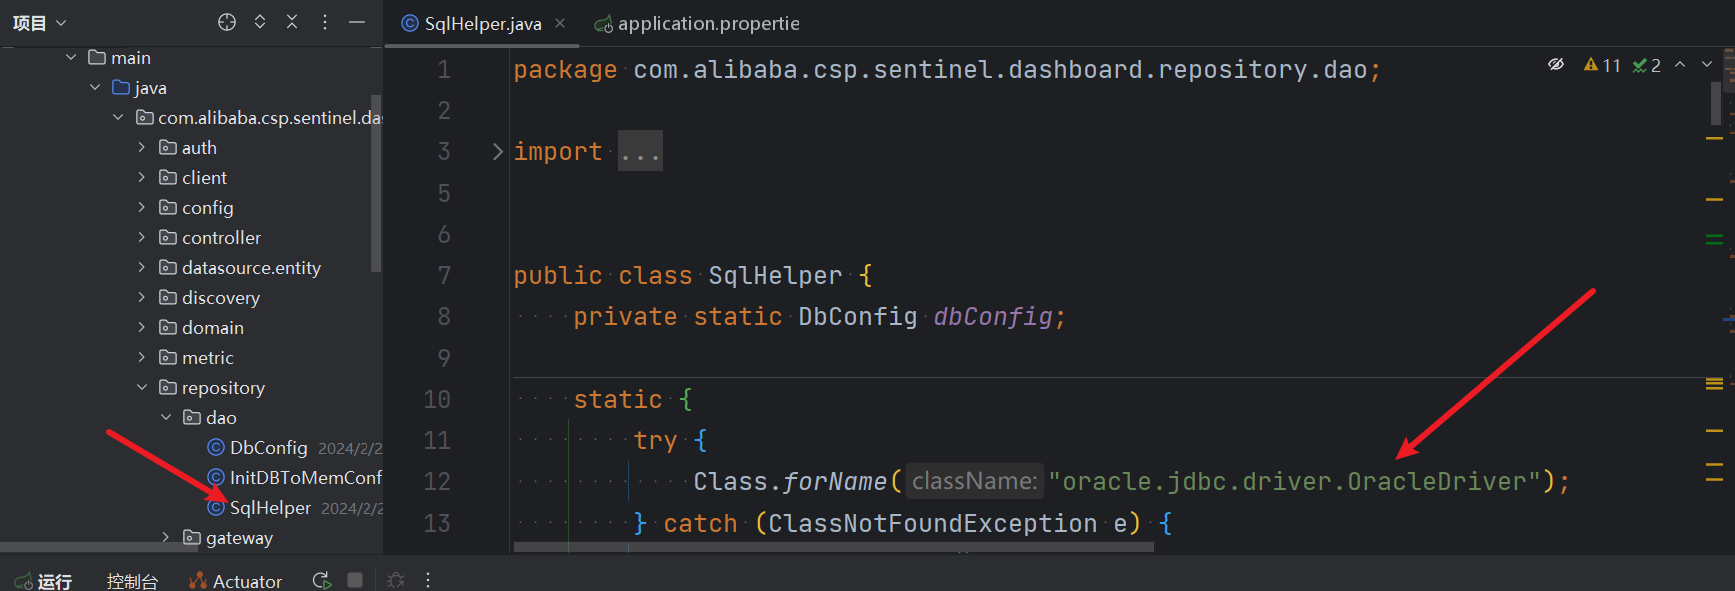 项目
SqlHelper.java
application.propertie
main
java
com.alibaba.csp.sentinel.da
auth
client
config
controller
datasource.entity
discovery
domain
metric
repository
dao
DbConfig 2024/2/2
InitDBToMemConf
SqlHelper 2024/2/2
gateway
11 2
1 package com.alibaba.csp.sentinel.dashboard.repository.dao;
2
3 import ...
5
6
7 public class SqlHelper {
8 private static DbConfig dbConfig;
9
10 static {
11 try {
12 Class.forName( className: "oracle.jdbc.driver.OracleDriver");
13 } catch (ClassNotFoundException e) {
运行 控制台 Actuator